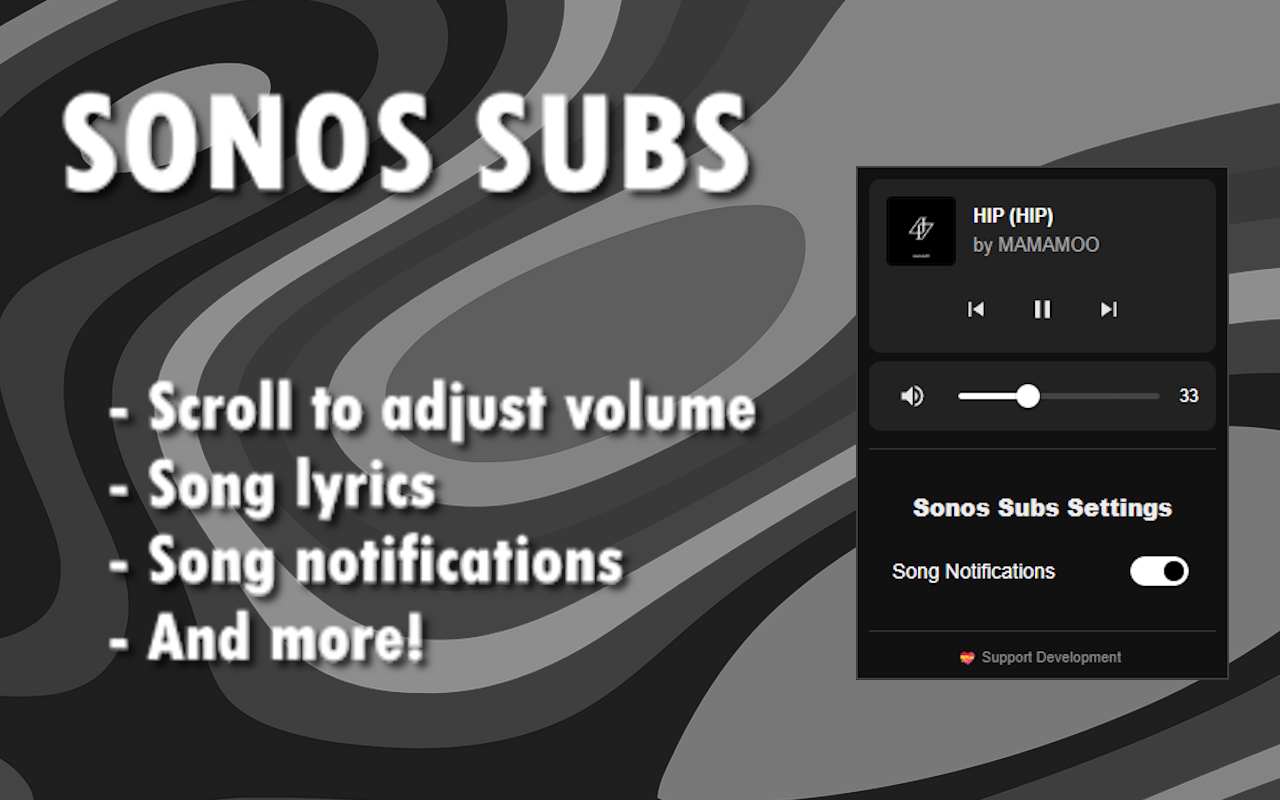 SONOS SUBS
- Scroll to adjust volume
- Song lyrics
- Song notifications
- And more!
HIP (HIP)
by MAMAMOO
33
Sonos Subs Settings
Song Notifications
Support Development